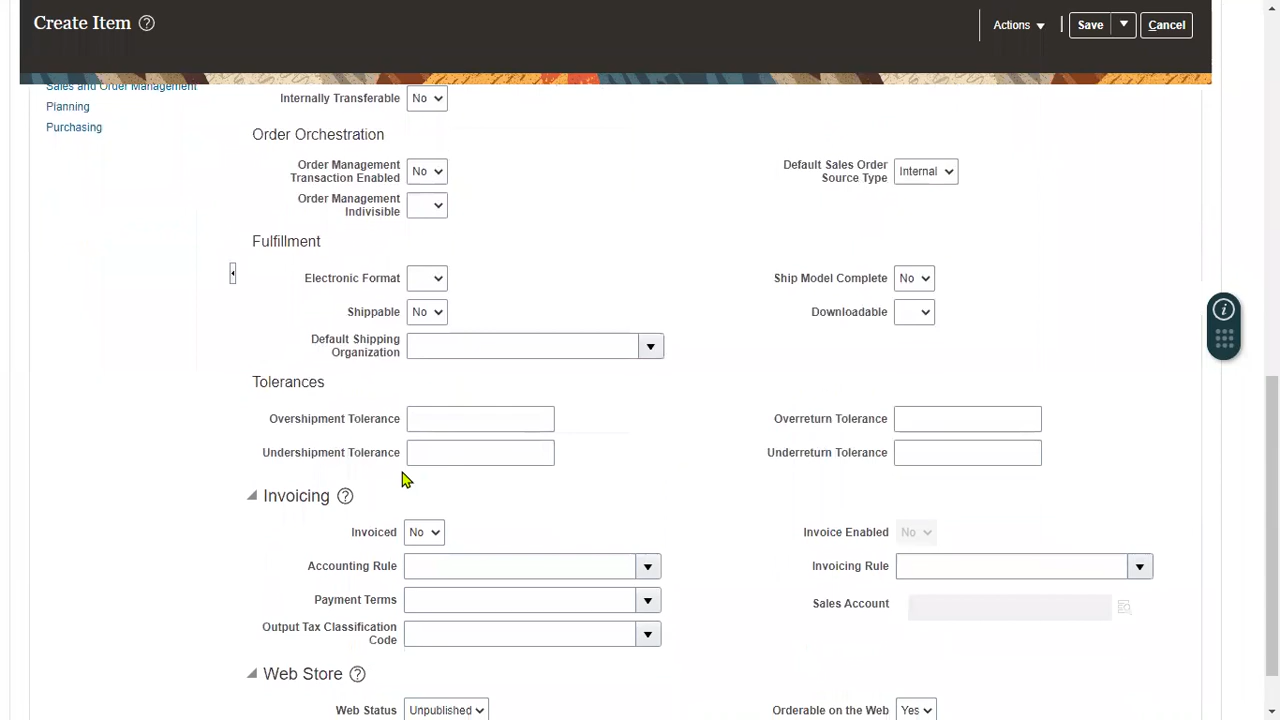 Create Item
Actions
Save
Cancel
Sales and Order Management
Planning
Purchasing
Internally Transferable No
Order Orchestration
Order Management
Transaction Enabled No
Default Sales Order
Source Type Internal
Order Management
Indivisible
Fulfillment
Electronic Format
Ship Model Complete No
Shippable No
Downloadable
Default Shipping
Organization
Tolerances
Overshipment Tolerance
Overreturn Tolerance
Undershipment Tolerance
Underreturn Tolerance
Invoicing
Invoiced No
Invoice Enabled No
Accounting Rule
Invoicing Rule
Payment Terms
Sales Account
Output Tax Classification
Code
Web Store
Web Status Unpublished
Orderable on the Web Yes